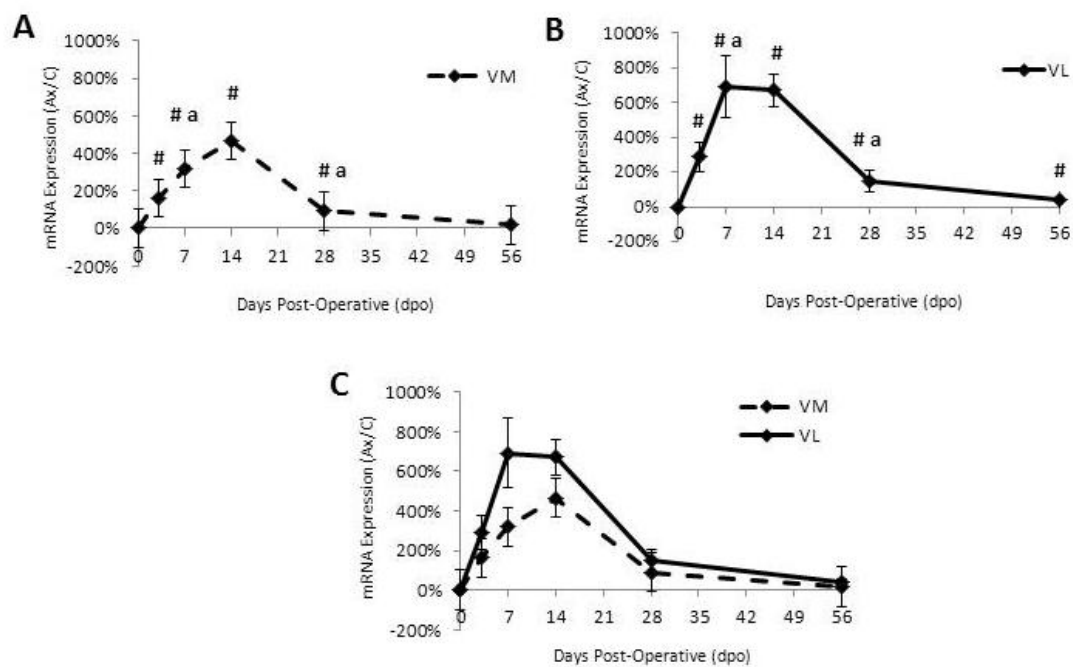 A
mRNA Expression (Ax/C)
1000%
800%
600%
400%
200%
0%
-200%
#
# a
#
# a
VM
0 7 14 21 28 35 42 49 56
Days Post-Operative (dpo)
B
mRNA Expression (Ax/C)
1000%
800%
600%
400%
200%
0%
-200%
#
# a
#
# a
#
VL
0 7 14 21 28 35 42 49 56
Days Post-Operative (dpo)
C
mRNA Expression (Ax/C)
1000%
800%
600%
400%
200%
0%
-200%
VM
VL
0 7 14 21 28 35 42 49 56
Days Post-Operative (dpo)